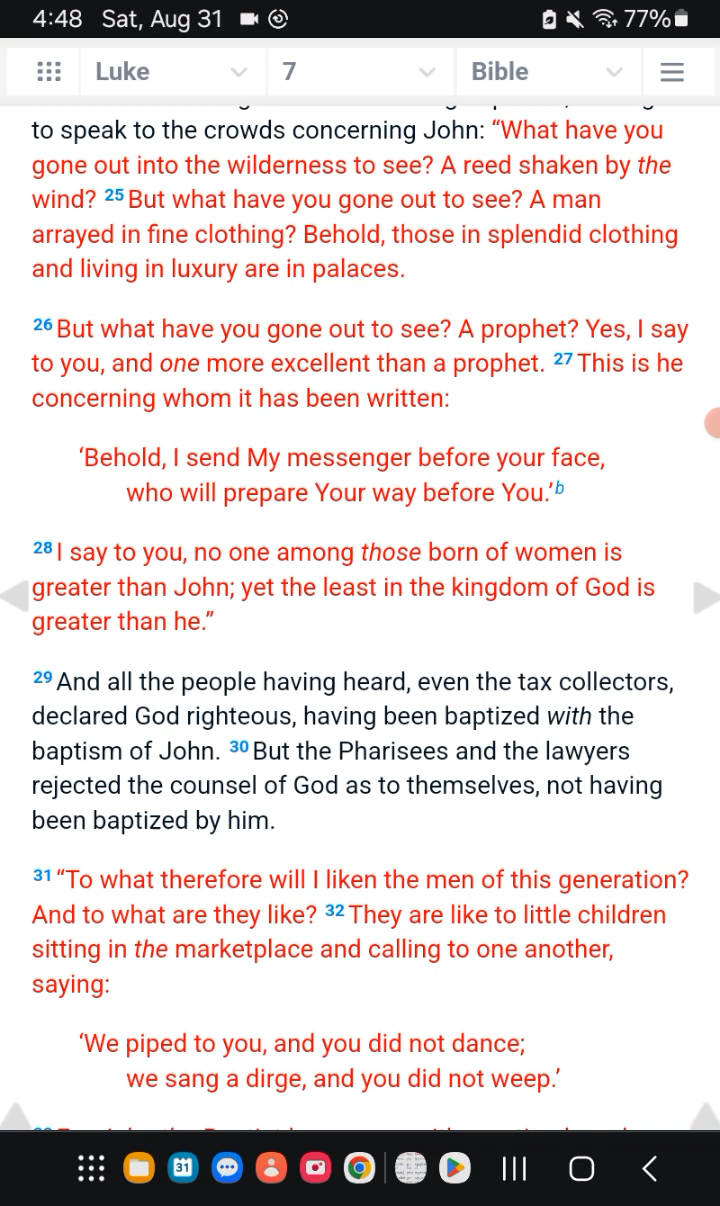 4:48 Sat, Aug 31 77%
Luke 7 Bible
to speak to the crowds concerning John: “What have you
gone out into the wilderness to see? A reed shaken by the
wind? 25 But what have you gone out to see? A man
arrayed in fine clothing? Behold, those in splendid clothing
and living in luxury are in palaces.
26 But what have you gone out to see? A prophet? Yes, I say
to you, and one more excellent than a prophet. 27 This is he
concerning whom it has been written:
‘Behold, I send My messenger before your face,
who will prepare Your way before You.’b
28 I say to you, no one among those born of women is
greater than John; yet the least in the kingdom of God is
greater than he.”
29 And all the people having heard, even the tax collectors,
declared God righteous, having been baptized with the
baptism of John. 30 But the Pharisees and the lawyers
rejected the counsel of God as to themselves, not having
been baptized by him.
31 “To what therefore will I liken the men of this generation?
And to what are they like? 32 They are like to little children
sitting in the marketplace and calling to one another,
saying:
‘We piped to you, and you did not dance;
we sang a dirge, and you did not weep.’
31